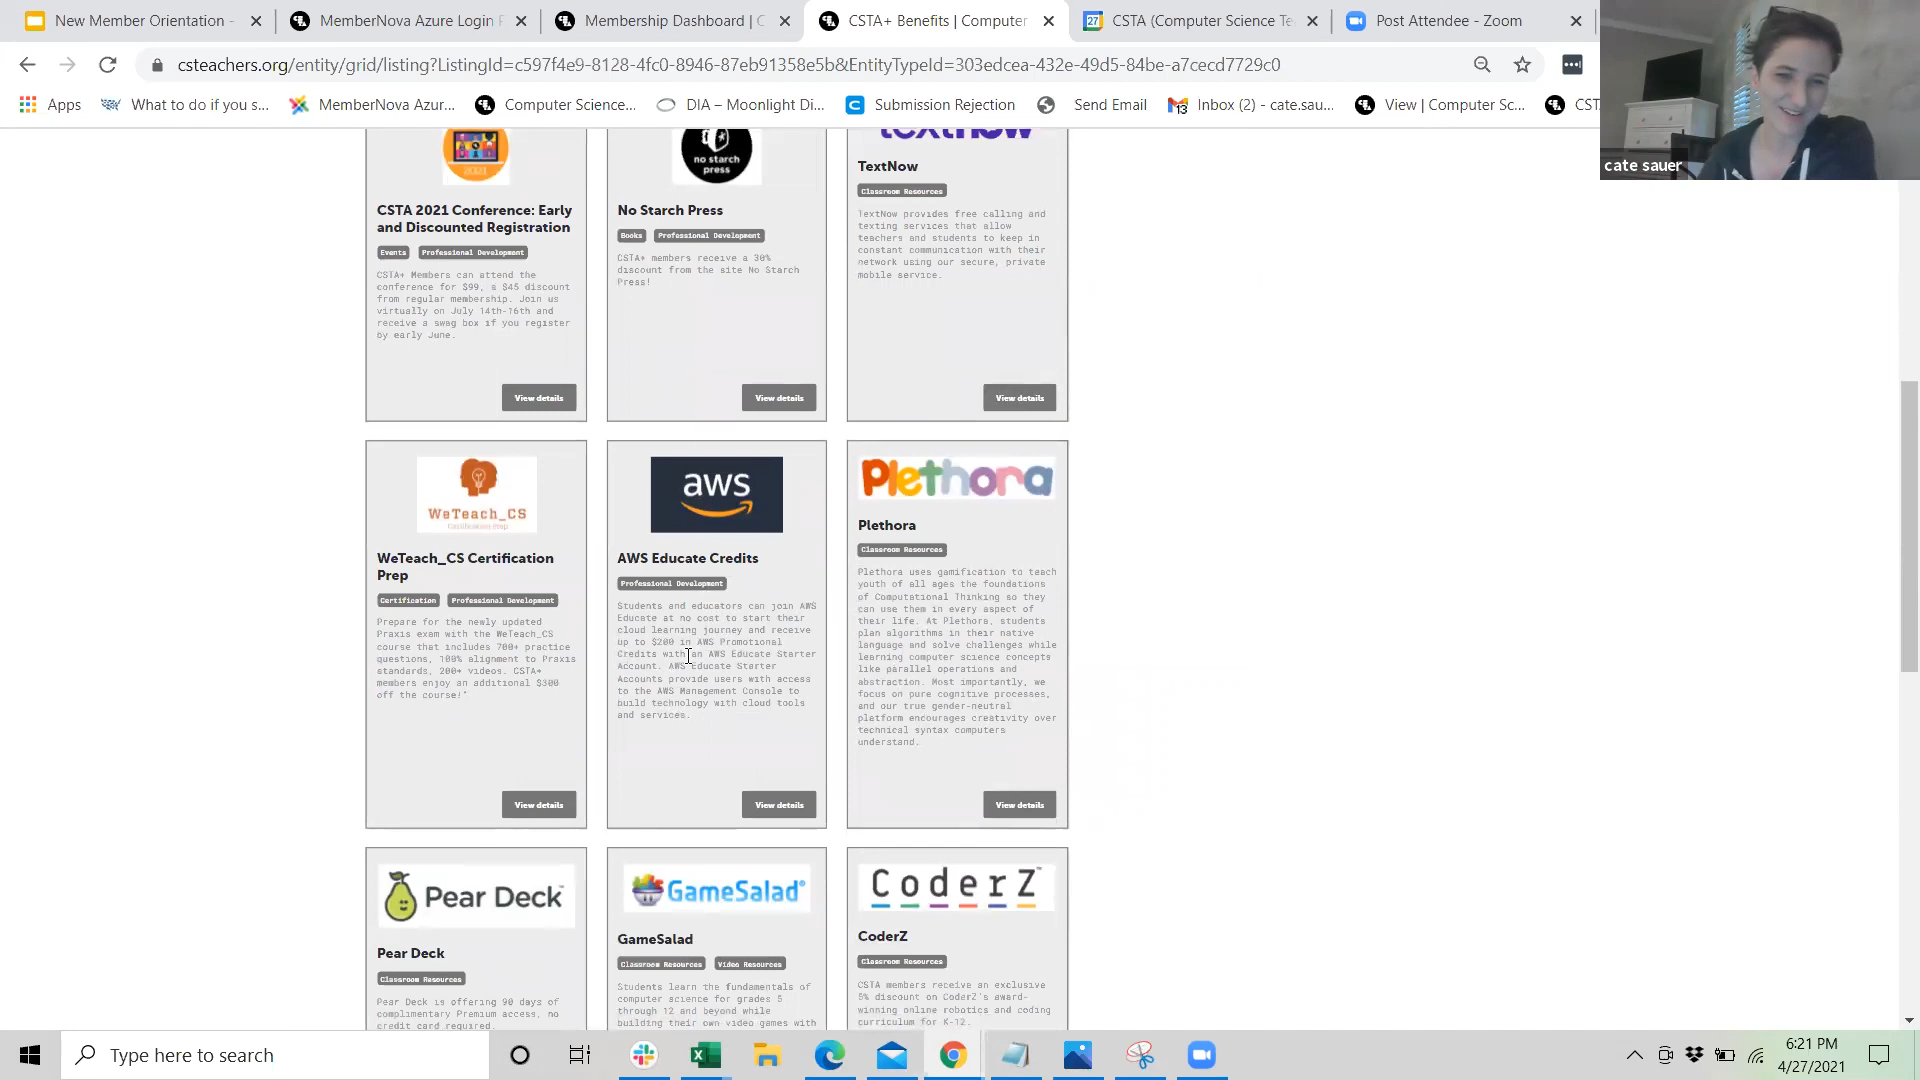 New Member Orientation -
MemberNova Azure Login F
Membership Dashboard | C
CSTA+ Benefits | Computer
27
CSTA (Computer Science Te
Post Attendee - Zoom
csteachers.org/entity/grid/listing?ListingId=c597f4e9-8128-4fc0-8946-87eb91358e5b&EntityTypeId=303edcea-432e-49d5-84be-a7cecd7729c0
Apps
What to do if you s...
MemberNova Azur...
Computer Science...
DIA – Moonlight Di...
Submission Rejection
Send Email
13
Inbox (2) - cate.sau...
View | Computer Sc...
CST
cate sauer
2021
CSTA 2021 Conference: Early
and Discounted Registration
Events
Professional Development
CSTA+ Members can attend the
conference for $99, s $45 discount
from regular membership. Join us
virtually on July 14th-16th and
receive a swag box if you register
by early June.
View details
no starch
press
No Starch Press
Books
Professional Development
CSTA+ members receive a 30%
discount from the site No Starch
Press!
View details
textnow
TextNow
Classroom Resources
TextNow provides free calling and
texting services that allow
teachers and students to keep in
constant communication with their
network using our secure, private
mobile service.
View details
WeTeach_CS
Certification Prep
WeTeach_CS Certification
Prep
Certification
Professional Development
Prepare for the newly updated
Praxis exam with the WeTeach_CS
course that includes 700+ practice
questions, 100% alignment to Praxis
standards, 200+ videos. CSTA+
members enjoy an additional $300
off the course!"
View details
aws
AWS Educate Credits
Professional Development
Students and educators can join AWS
Educate at no cost to start their
cloud learning journey and receive
up to $200 in AWS Promotional
Credits with an AWS Educate Starter
Account. AWS Educate Starter
Accounts provide users with access
to the AWS Management Console to
build technology with cloud tools
and services.
View details
Plethora
Plethora
Classroom Resources
Plethora uses gamification to teach
youth of all ages the foundations
of Computational Thinking so they
can use them in every aspect of
their life. At Plethora, students
plan algorithms in their native
language and solve challenges while
learning computer science concepts
like parallel operations and
abstraction. Most importantly, we
focus on pure cognitive processes,
and our true gender-neutral
platform encourages creativity over
technical syntax computers
understand.
View details
Pear Deck™
Pear Deck
Classroom Resources
Pear Deck is offering 90 days of
complimentary Premium access, no
credit card required.
GameSalad®
GameSalad
Classroom Resources
Video Resources
Students learn the fundamentals of
computer science for grades 5
through 12 and beyond while
building their own video games with
CoderZ™
CoderZ
Classroom Resources
CSTA members receive an exclusive
5% discount on CoderZ's award-
winning online robotics and coding
curriculum for K-12.
Type here to search
6:21 PM
4/27/2021